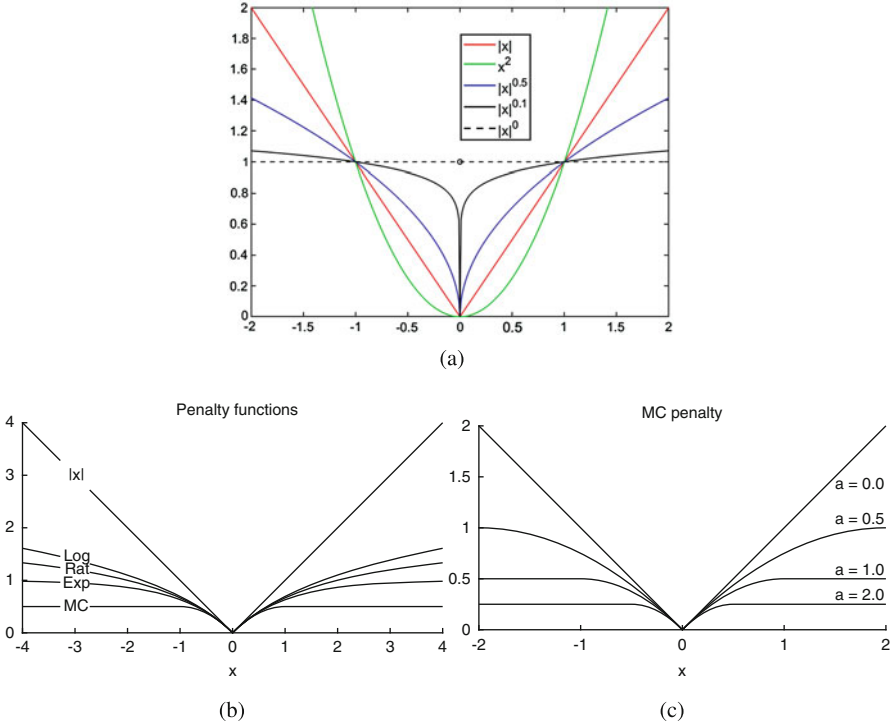 2
1.8
1.6
1.4
1.2
1
0.8
0.6
0.4
0.2
0
|x|
x^2
|x|^0.5
|x|^0.1
|x|^0
-2 -1.5 -1 -0.5 0 0.5 1 1.5 2
(a)
Penalty functions
4
3
2
1
0
|x|
Log
Rat
Exp
MC
-4 -3 -2 -1 0 1 2 3 4
x
(b)
MC penalty
2
1.5
1
0.5
0
a = 0.0
a = 0.5
a = 1.0
a = 2.0
-2 -1 0 1 2
x
(c)